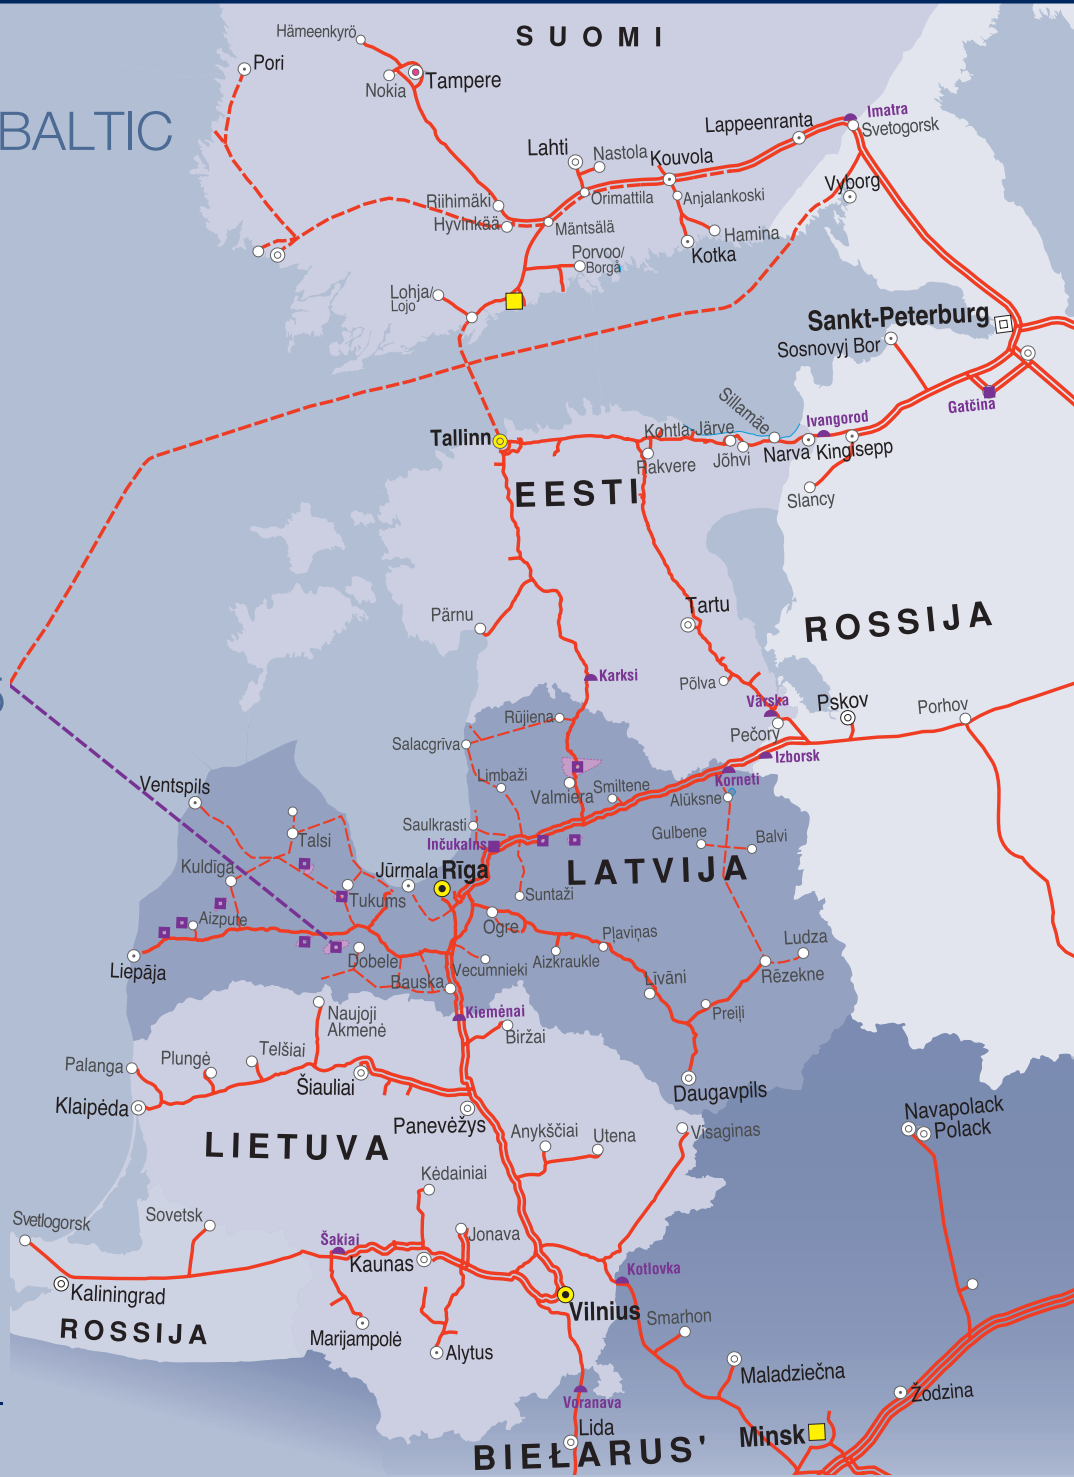 SUOMI
Hämeenkyrö
Pori
Nokia
Tampere
BALTIC
Imatra
Lappeenranta
Svetogorsk
Lahti
Nastola
Kouvola
Vyborg
Riihimäki
Orimattila
Anjalankoski
Hyvinkää
Mäntsälä
Hamina
Kotka
Porvoo/
Borgå
Lohja/
Lojo
Sankt-Peterburg
Sosnovyj Bor
Gatčina
Sillamäe
Ivangorod
Kohtla-Järve
Tallinn
Narva
Kingisepp
Rakvere
Jõhvi
EESTI
Slancy
Tartu
Pärnu
ROSSIJA
Karksi
Põlva
Värska
Pskov
Porhov
Rūjiena
Pečory
Salacgrīva
Izborsk
Limbaži
Korneti
Ventspils
Valmiera
Smiltene
Alūksne
Saulkrasti
Gulbene
Balvi
Talsi
Inčukalns
Kuldīga
Jūrmala
Rīga
LATVIJA
Tukums
Suntaži
Aizpute
Ogre
Pļaviņas
Ludza
Liepāja
Dobele
Vecumnieki
Aizkraukle
Rēzekne
Bauska
Līvāni
Naujoji
Akmenė
Kiemėnai
Preiļi
Biržai
Palanga
Plungė
Telšiai
Šiauliai
Daugavpils
Klaipėda
Panevėžys
Navapolack
Polack
LIETUVA
Anykščiai
Utena
Visaginas
Kėdainiai
Svetlogorsk
Sovetsk
Šakiai
Jonava
Kaunas
Kotlovka
Kaliningrad
Vilnius
Smarhon
ROSSIJA
Marijampolė
Alytus
Maladziečna
Žodzina
Voranava
Lida
Minsk
BIEŁARUS'